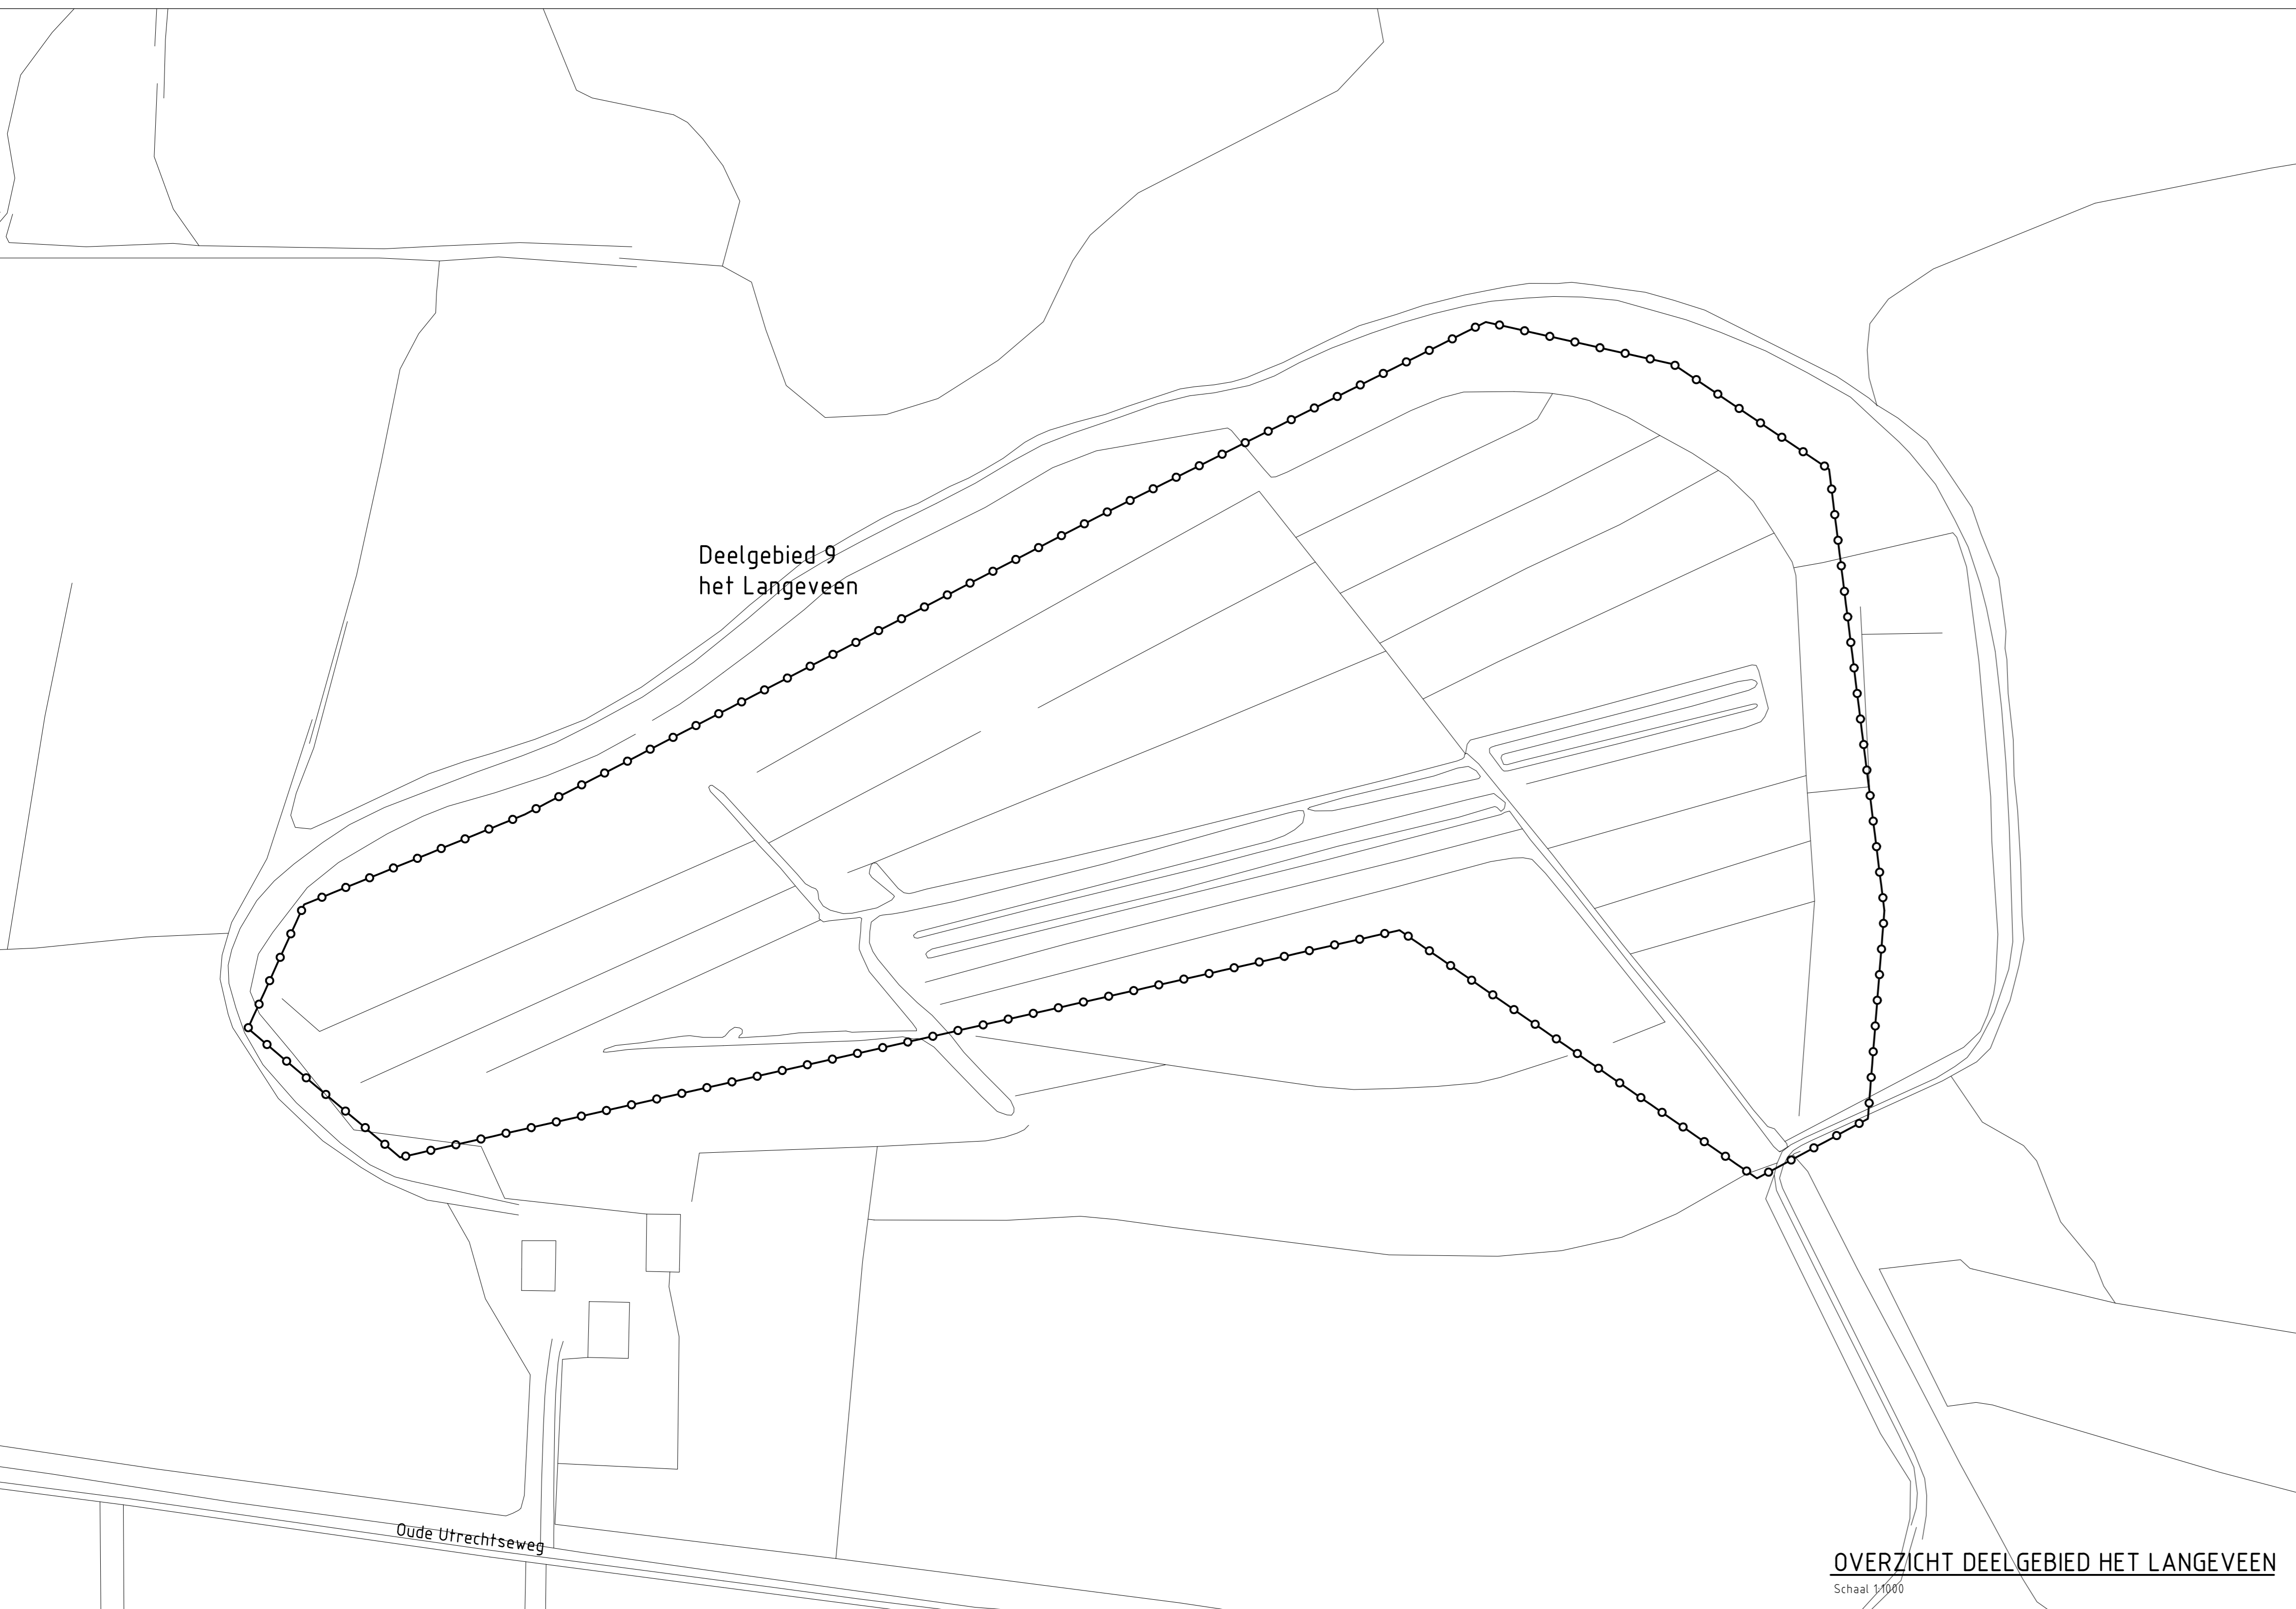 Deelgebied 9
het Langeveen
Oude Utrechtseweg
OVERZICHT DEELGEBIED HET LANGEVEEN
Schaal 1:1000